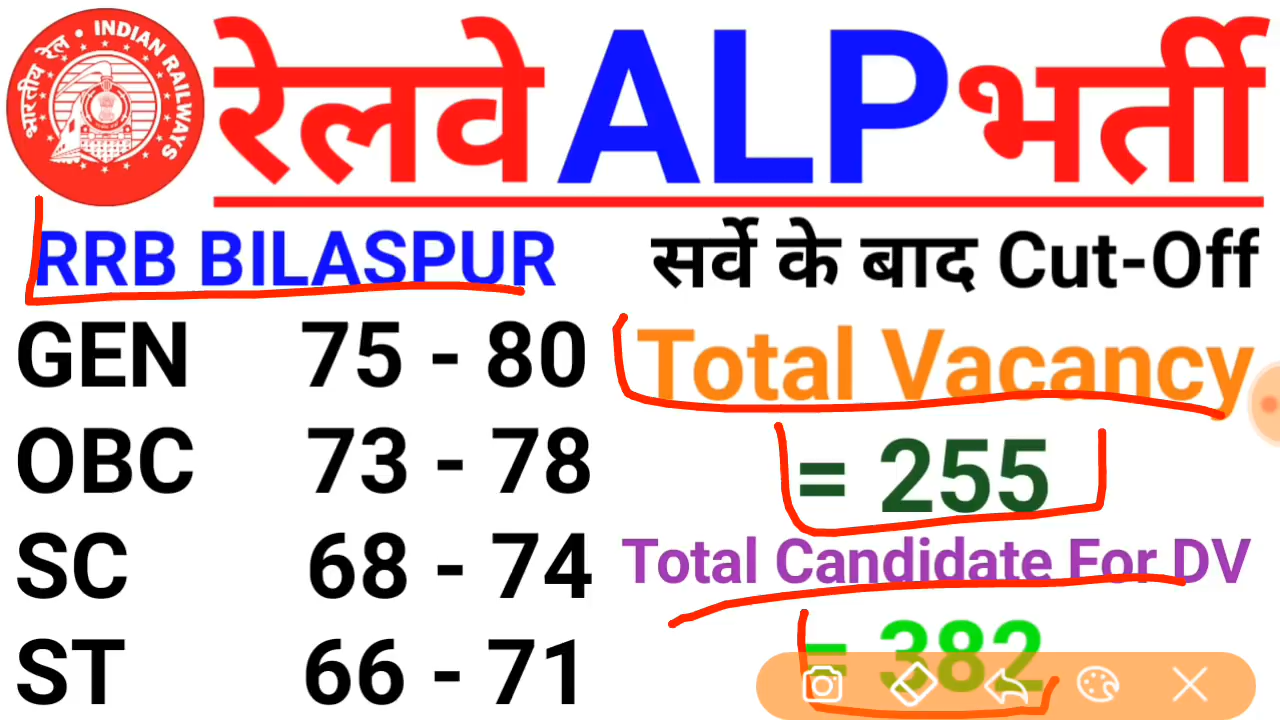 भारतीय रेल • INDIAN RAILWAYS
रेलवे ALP भर्ती
RRB BILASPUR
सर्वे के बाद Cut-Off
GEN 75 - 80
OBC 73 - 78
SC 68 - 74
ST 66 - 71
Total Vacancy
= 255
Total Candidate For DV
= 382